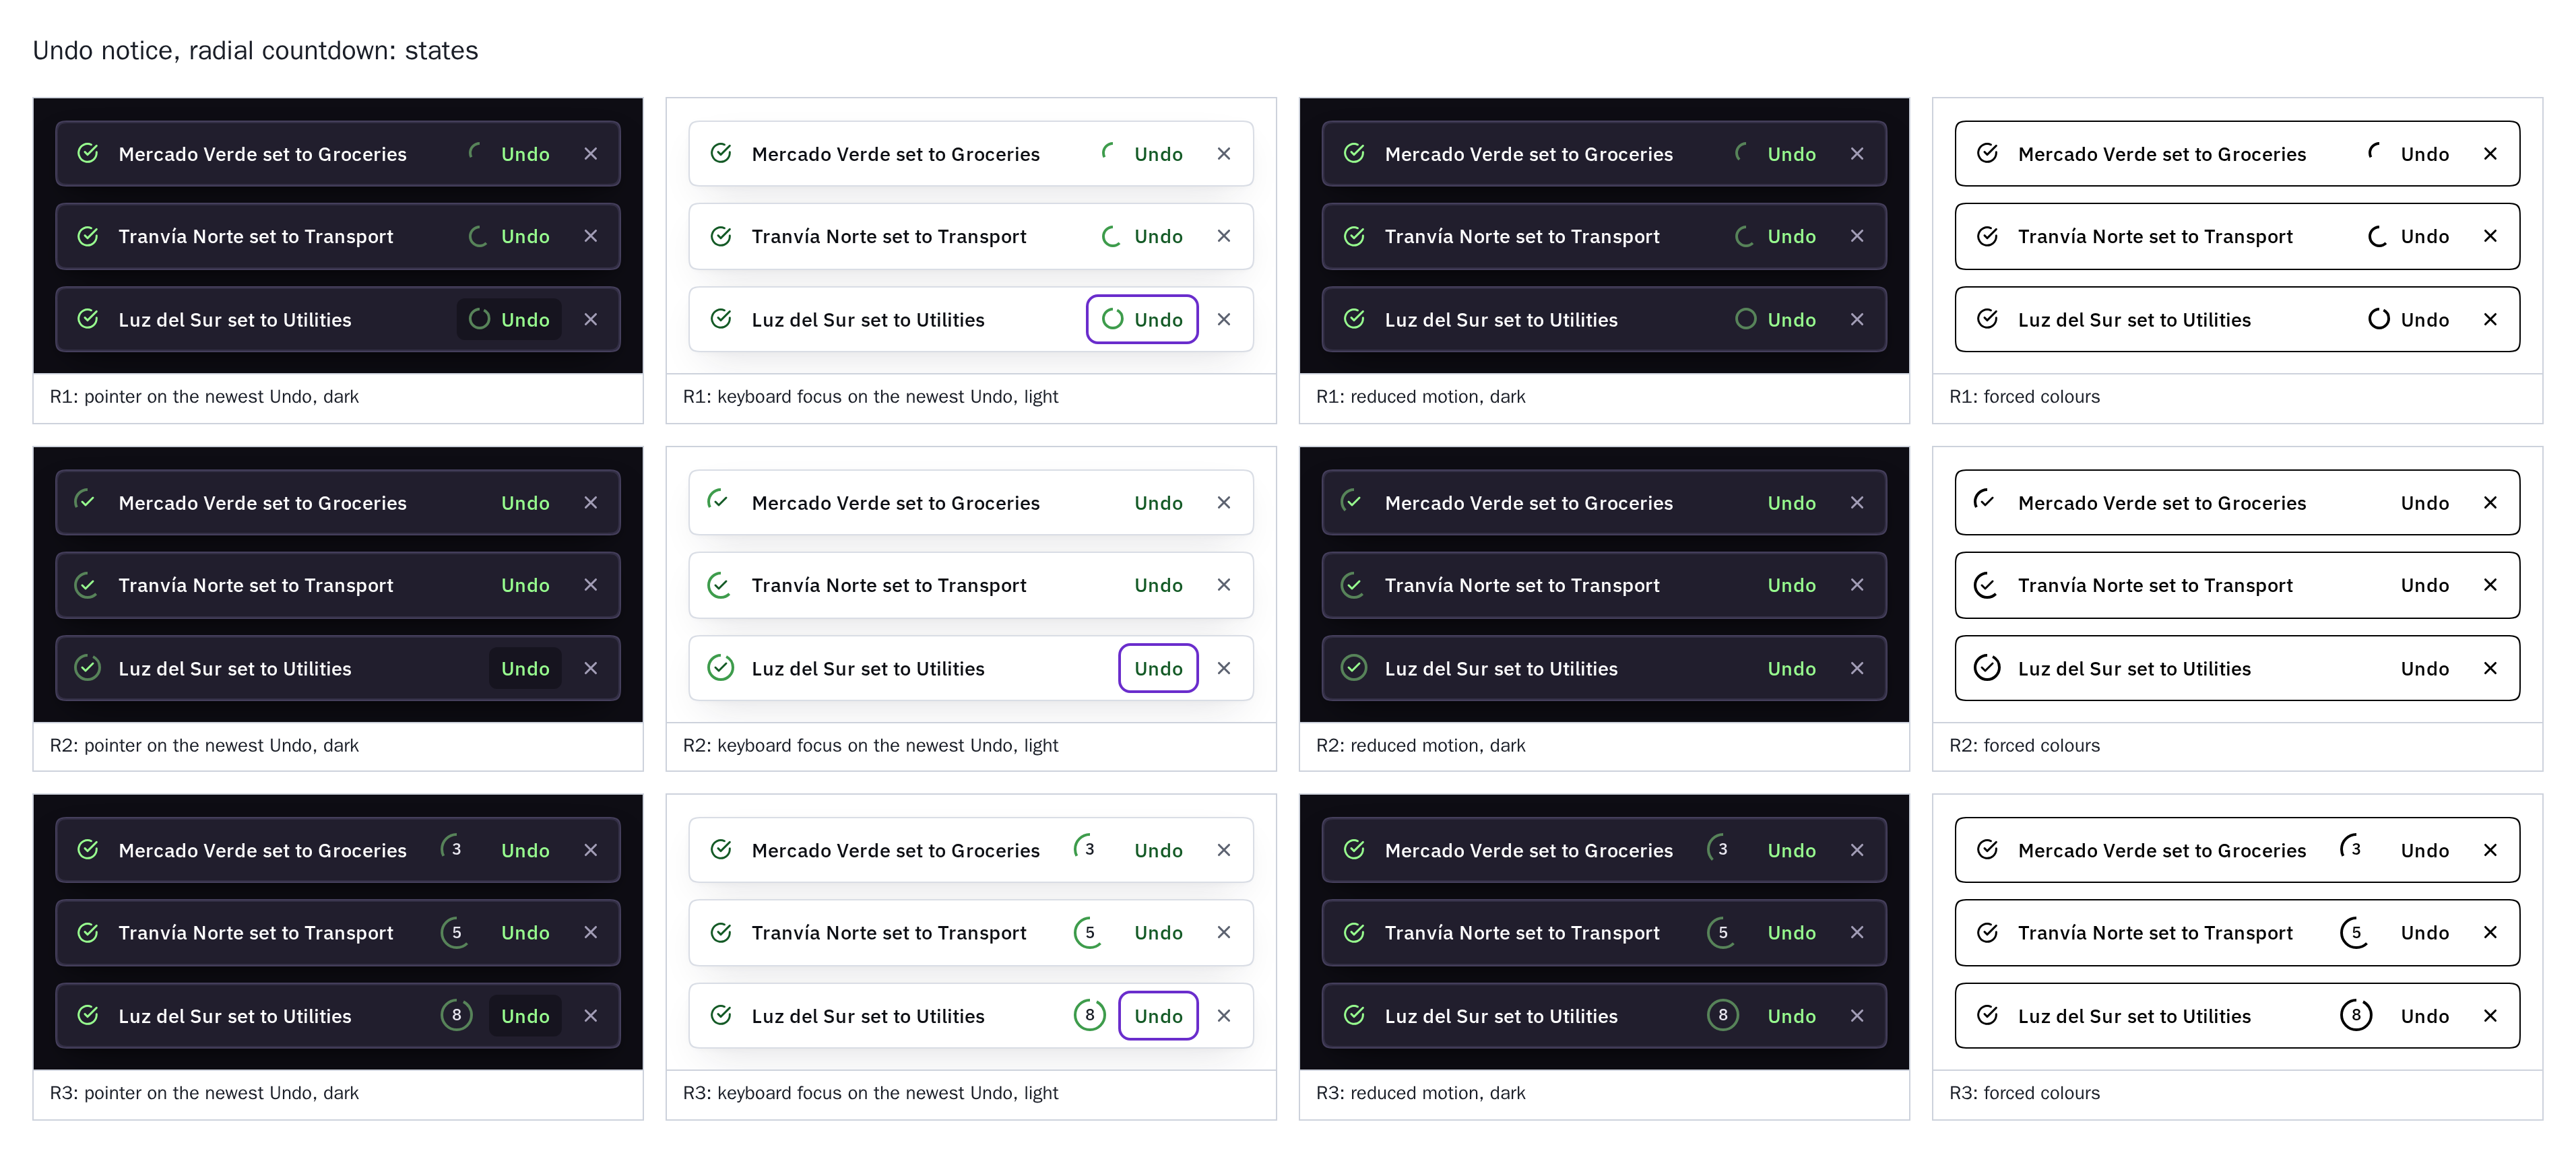 Undo notice, radial countdown: states
Mercado Verde set to Groceries Undo
Tranvía Norte set to Transport Undo
Luz del Sur set to Utilities Undo
R1: pointer on the newest Undo, dark
Mercado Verde set to Groceries Undo
Tranvía Norte set to Transport Undo
Luz del Sur set to Utilities Undo
R1: keyboard focus on the newest Undo, light
Mercado Verde set to Groceries Undo
Tranvía Norte set to Transport Undo
Luz del Sur set to Utilities Undo
R1: reduced motion, dark
Mercado Verde set to Groceries Undo
Tranvía Norte set to Transport Undo
Luz del Sur set to Utilities Undo
R1: forced colours
Mercado Verde set to Groceries Undo
Tranvía Norte set to Transport Undo
Luz del Sur set to Utilities Undo
R2: pointer on the newest Undo, dark
Mercado Verde set to Groceries Undo
Tranvía Norte set to Transport Undo
Luz del Sur set to Utilities Undo
R2: keyboard focus on the newest Undo, light
Mercado Verde set to Groceries Undo
Tranvía Norte set to Transport Undo
Luz del Sur set to Utilities Undo
R2: reduced motion, dark
Mercado Verde set to Groceries Undo
Tranvía Norte set to Transport Undo
Luz del Sur set to Utilities Undo
R2: forced colours
Mercado Verde set to Groceries 3 Undo
Tranvía Norte set to Transport 5 Undo
Luz del Sur set to Utilities 8 Undo
R3: pointer on the newest Undo, dark
Mercado Verde set to Groceries 3 Undo
Tranvía Norte set to Transport 5 Undo
Luz del Sur set to Utilities 8 Undo
R3: keyboard focus on the newest Undo, light
Mercado Verde set to Groceries 3 Undo
Tranvía Norte set to Transport 5 Undo
Luz del Sur set to Utilities 8 Undo
R3: reduced motion, dark
Mercado Verde set to Groceries 3 Undo
Tranvía Norte set to Transport 5 Undo
Luz del Sur set to Utilities 8 Undo
R3: forced colours